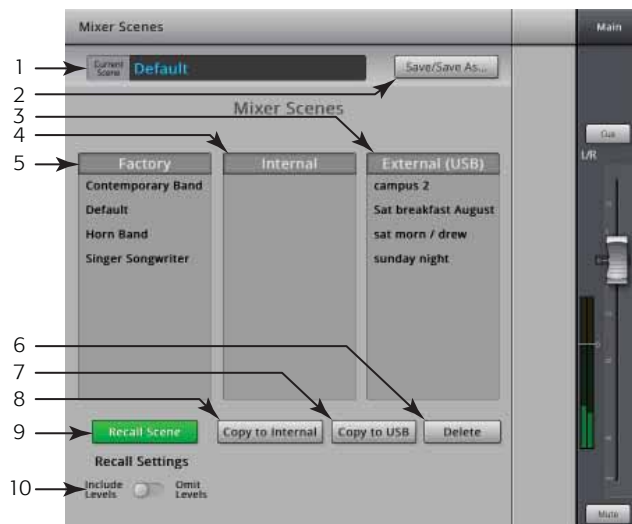 Mixer Scenes
Main
1
Current Scene
Default
Save/Save As...
2
3
Mixer Scenes
4
5
Factory
Internal
External (USB)
Contemporary Band
Default
Horn Band
Singer Songwriter
campus 2
Sat breakfast August
sat morn / drew
sunday night
Cue
L/R
6
7
8
9
Recall Scene
Copy to Internal
Copy to USB
Delete
Recall Settings
10
Include Levels
Omit Levels
Mute